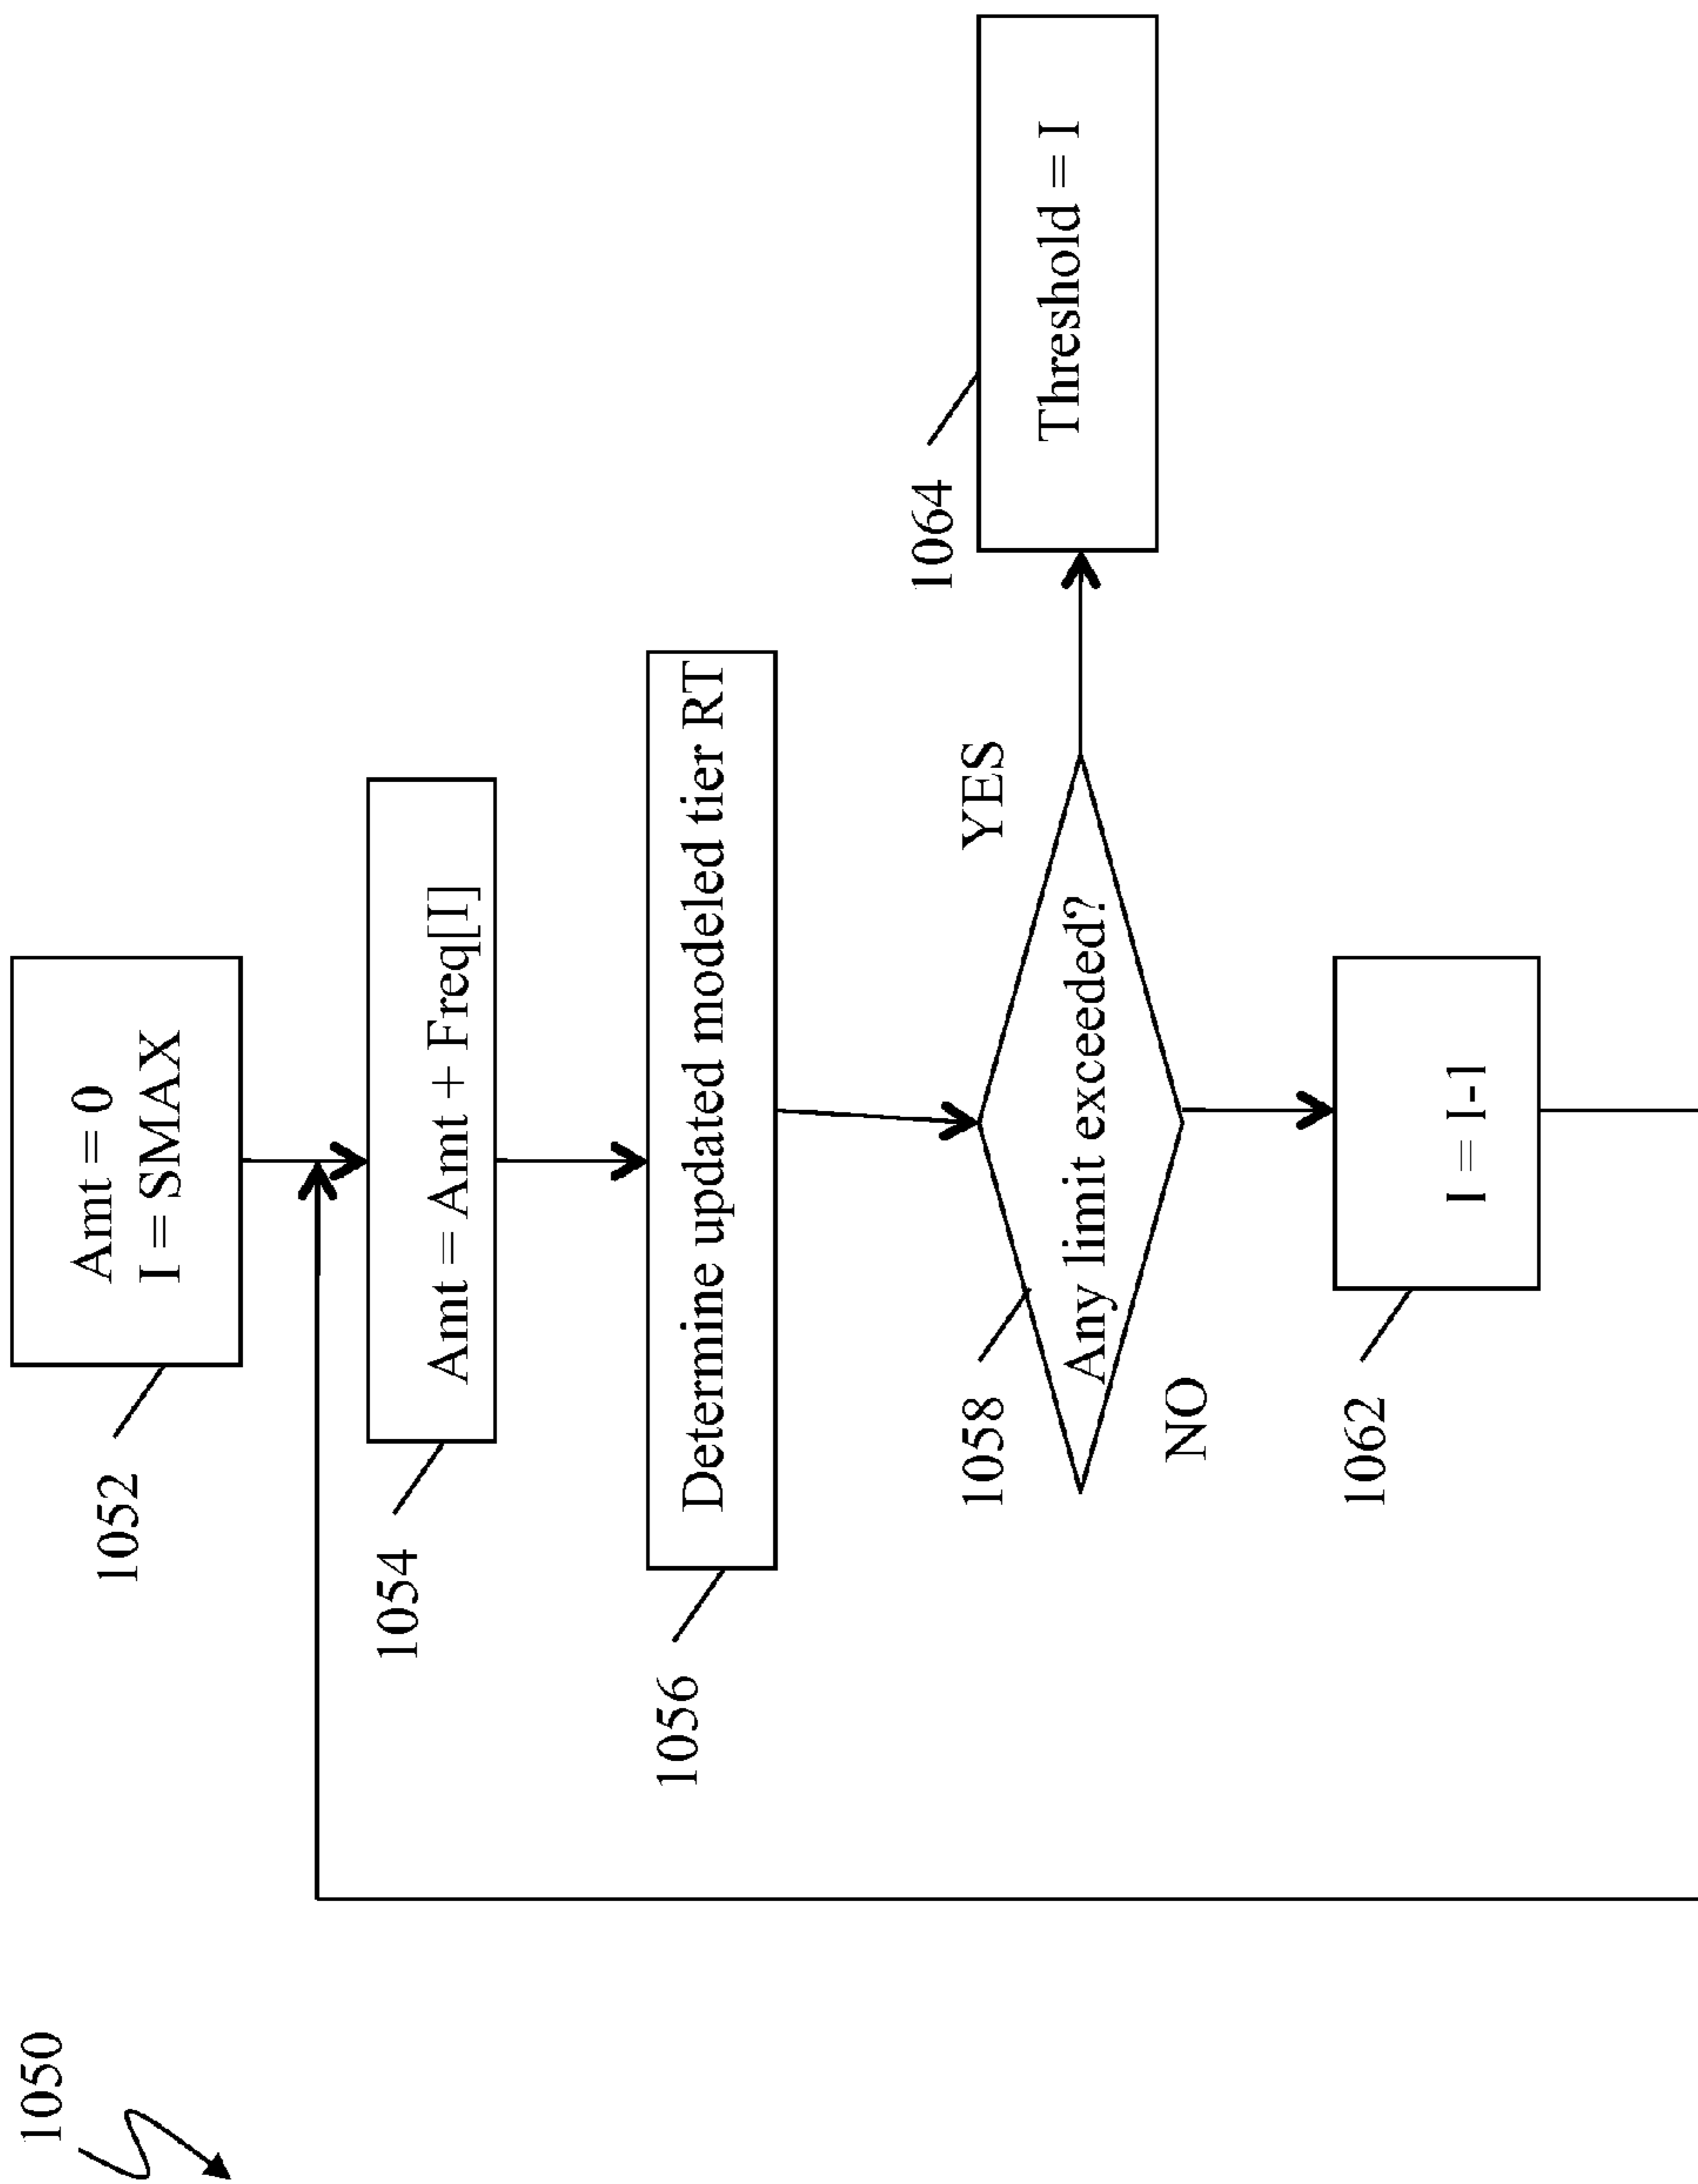 1050
1052
Amt = 0
I = SMAX
1054
Amt = Amt + Freq[I]
1056
Determine updated modeled tier RT
1058
Any limit exceeded?
YES
1064
Threshold = I
NO
1062
I = I-1